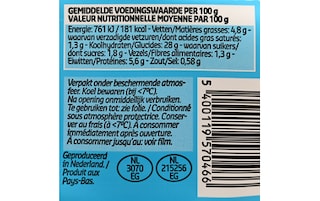 GEMIDDELDE VOEDINGSWAARDE PER 100 g
VALEUR NUTRITIONNELLE MOYENNE PAR 100 g
Energie: 761 kJ / 181 kcal - Vetten/Matières grasses: 4,8 g -
waarvan verzadigde vetzuren/dont acides gras saturés:
1,3 g - Koolhydraten/Glucides: 28 g - waarvan suikers/
dont sucres: 1,8 g - Vezels/Fibres alimentaires: 1,3 g -
Eiwitten/Protéines: 5,6 g - Zout/Sel: 0,58 g
Verpakt onder beschermende atmos-
feer. Koel bewaren (bij <7°C).
Na opening onmiddellijk verbruiken.
Te gebruiken tot: zie folie. / Conditionné
sous atmosphère protectrice. Conser-
ver au frais (à <7°C). À consommer
immédiatement après ouverture.
À consommer jusqu'au: voir film.
Geproduceerd
in Nederland. /
Produit aux
Pays-Bas.
NL
3070
EG
NL
215256
EG
5400119570466